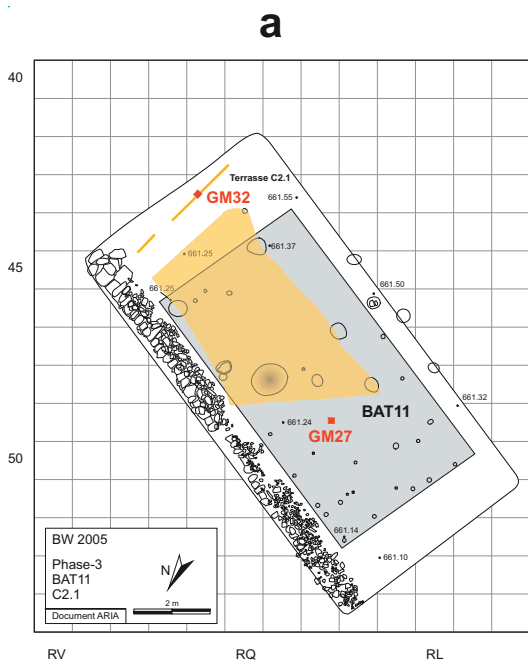 a
40
Terrasse C2.1
661.55
GM32
661.37
661.25
45
661.25
661.50
661.32
BAT11
661.24
GM27
50
661.14
661.10
BW 2005
Phase-3
BAT11
C2.1
N
2 m
Document ARIA
RV
RQ
RL